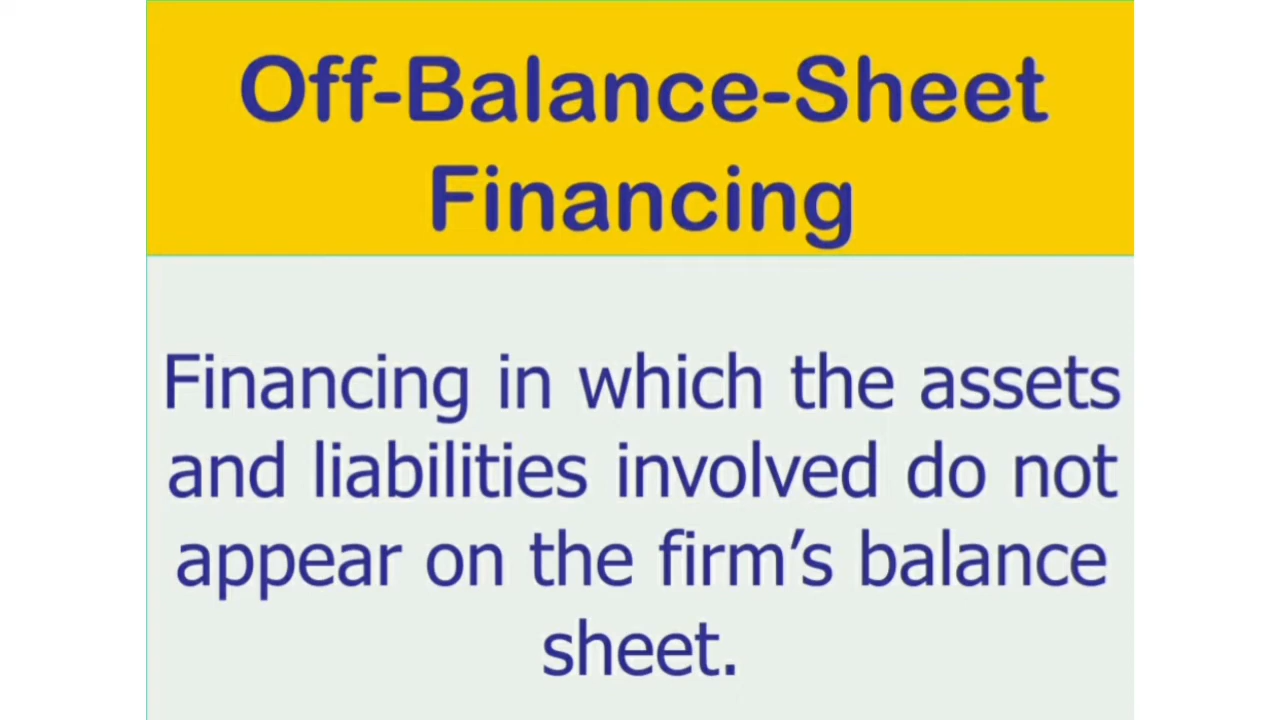 Off-Balance-Sheet
Financing
Financing in which the assets
and liabilities involved do not
appear on the firm’s balance
sheet.